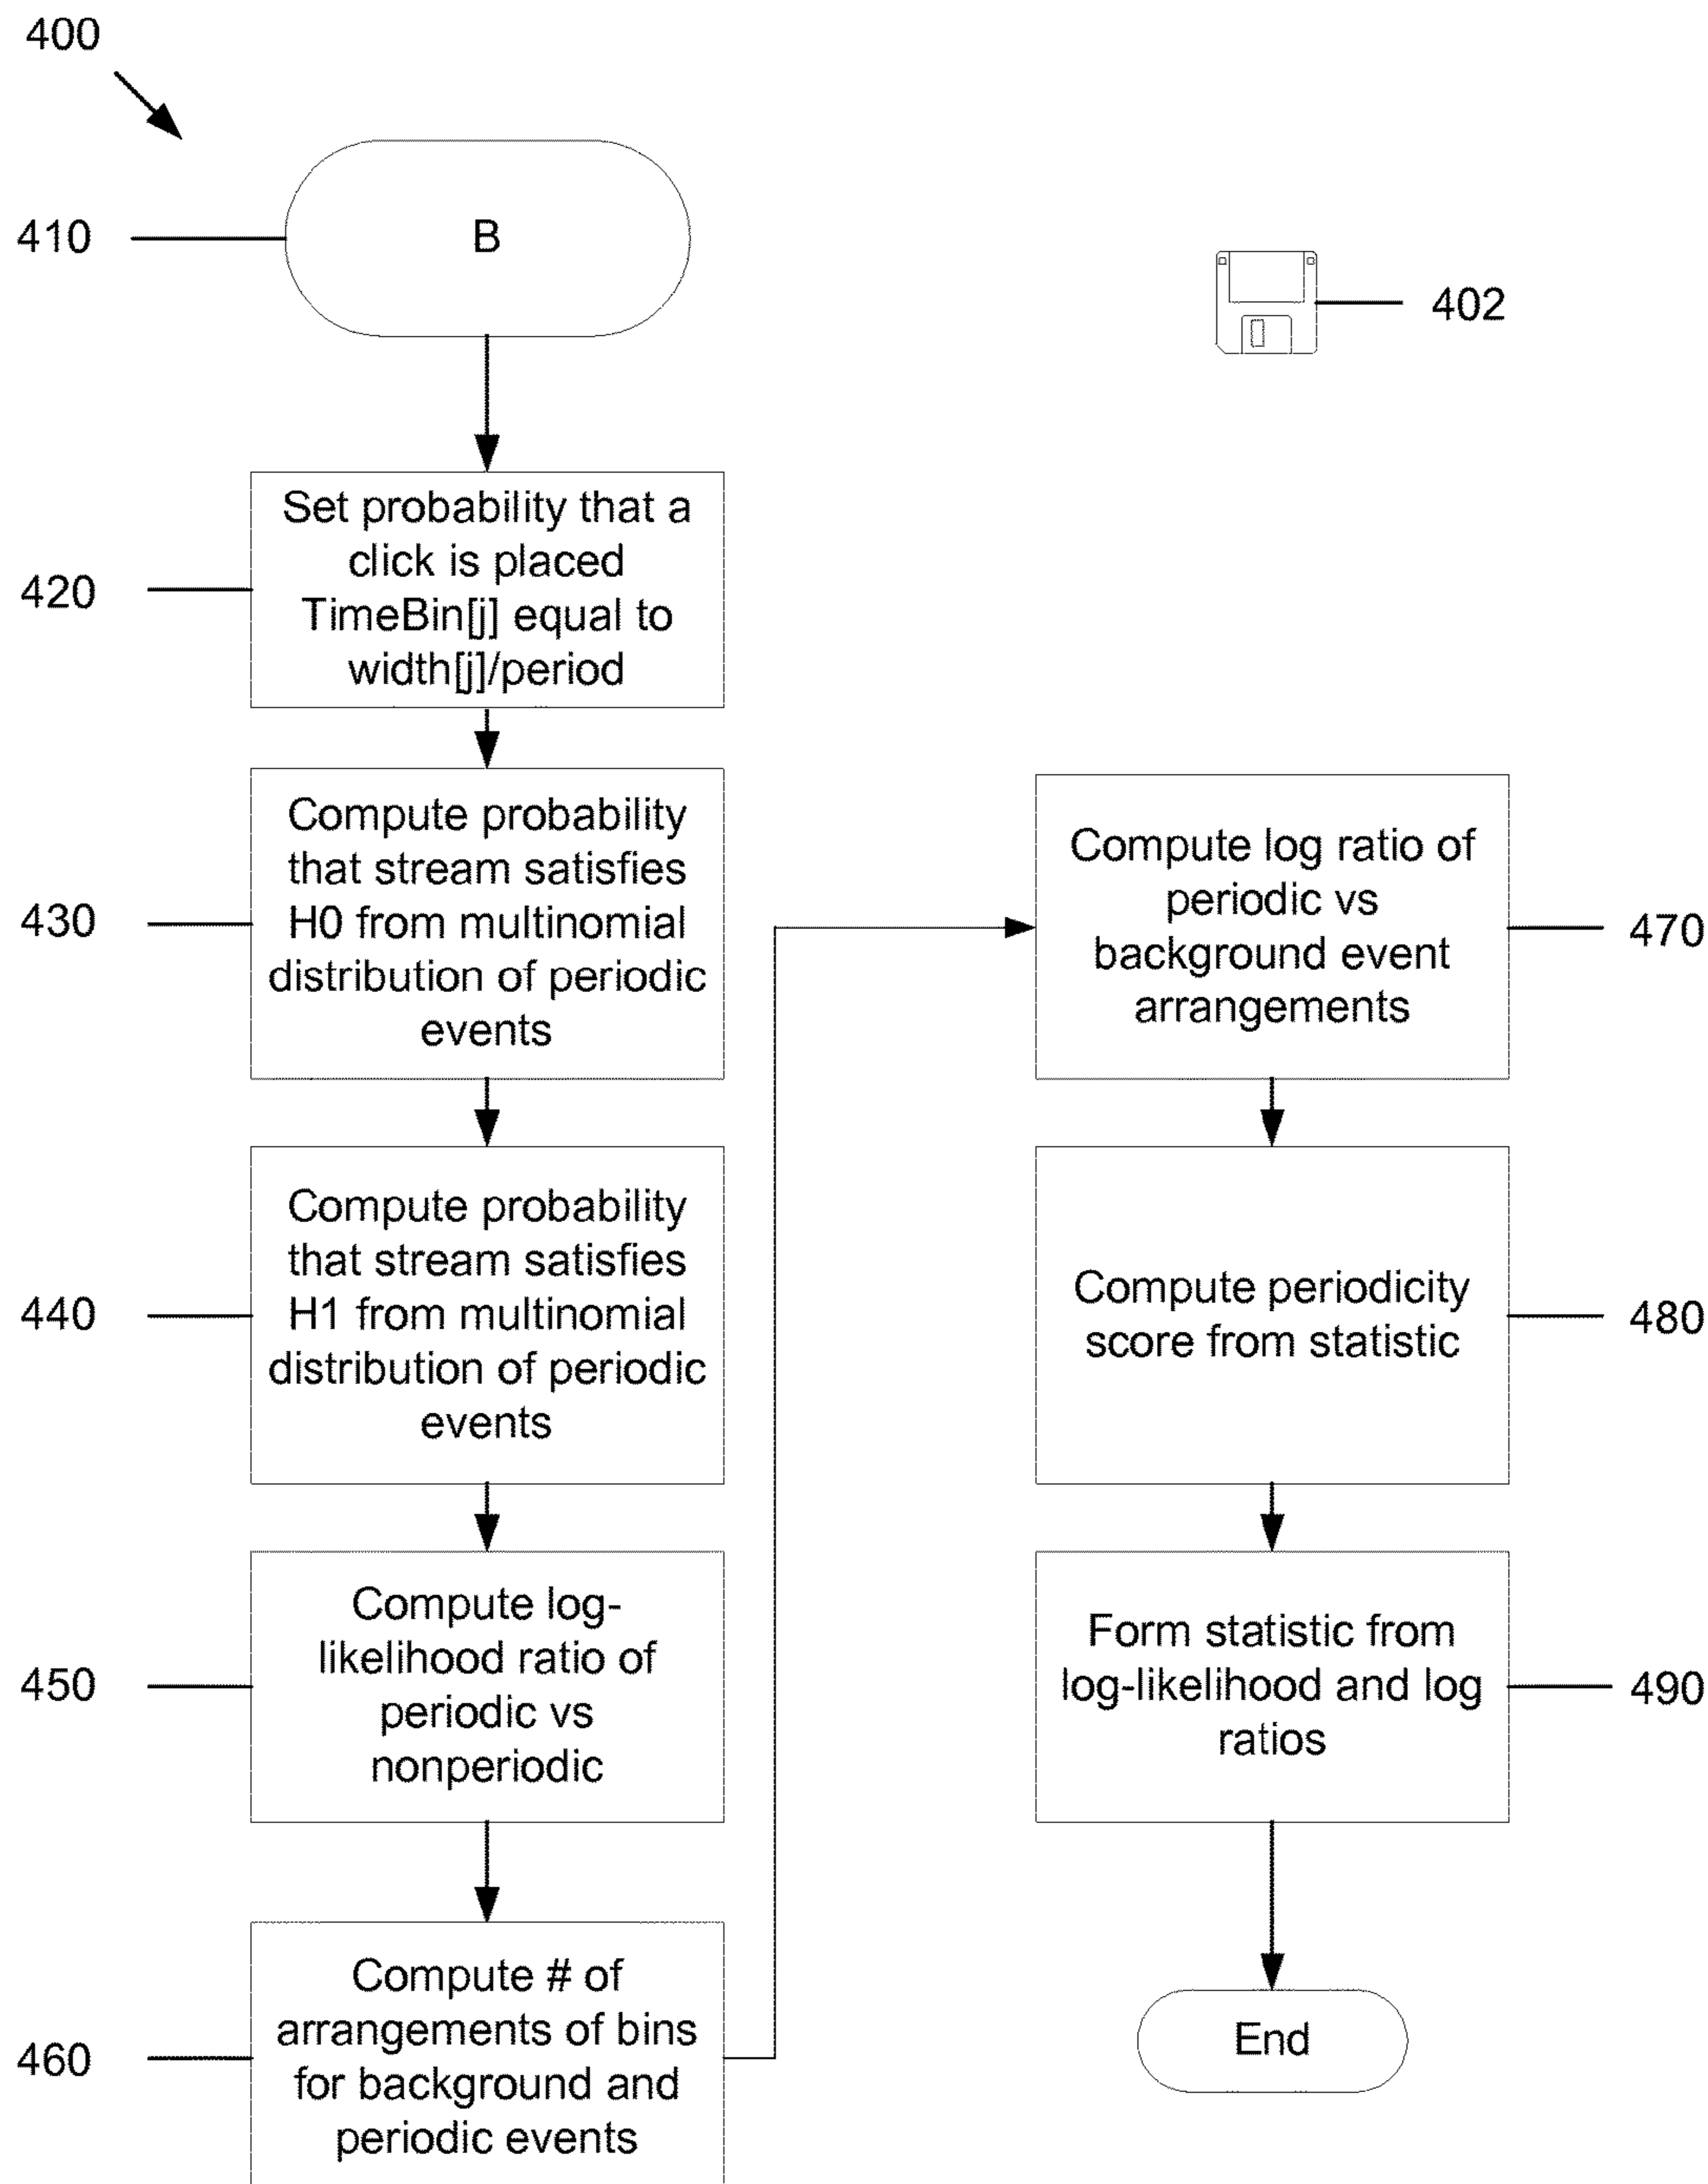 400
410
B
402
420
Set probability that a
click is placed
TimeBin[j] equal to
width[j]/period
430
Compute probability
that stream satisfies
H0 from multinomial
distribution of periodic
events
440
Compute probability
that stream satisfies
H1 from multinomial
distribution of periodic
events
450
Compute log-
likelihood ratio of
periodic vs
nonperiodic
460
Compute # of
arrangements of bins
for background and
periodic events
Compute log ratio of
periodic vs
background event
arrangements
470
Compute periodicity
score from statistic
480
Form statistic from
log-likelihood and log
ratios
490
End